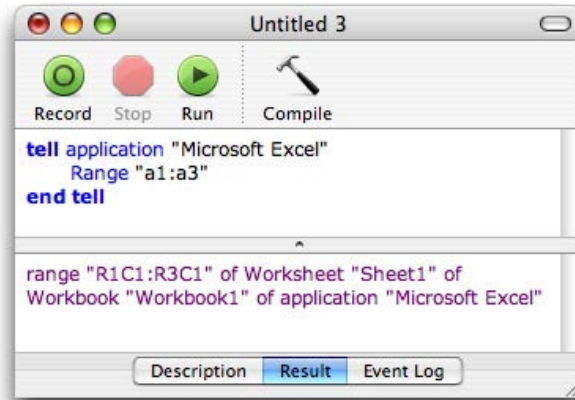 Untitled 3
Record Stop Run Compile
tell application "Microsoft Excel"
Range "a1:a3"
end tell
range "R1C1:R3C1" of Worksheet "Sheet1" of
Workbook "Workbook1" of application "Microsoft Excel"
Description Result Event Log